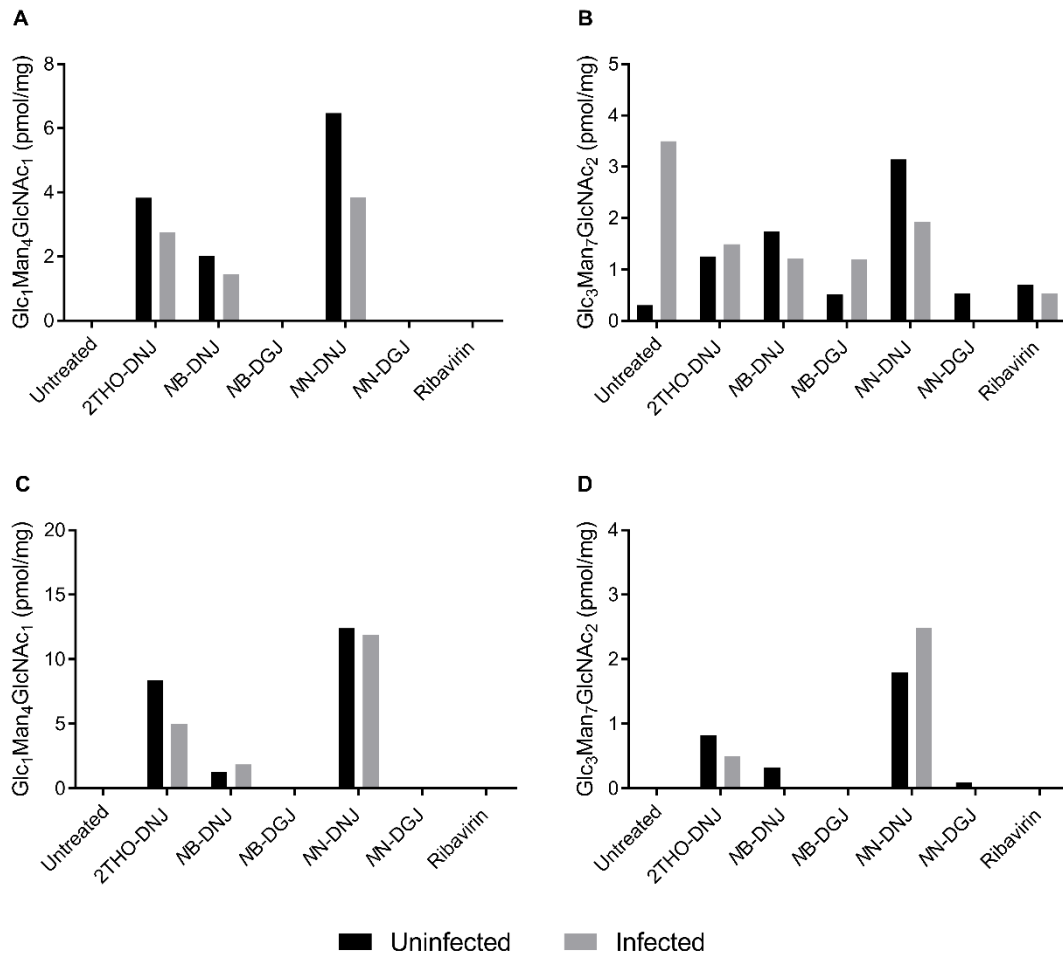 A
Glc₁Man₄GlcNAc₁ (pmol/mg)
8
6
4
2
0
Untreated
2THO-DNJ
NB-DNJ
NB-DGJ
NN-DNJ
NN-DGJ
Ribavirin
B
Glc₃Man₇GlcNAc₂ (pmol/mg)
5
4
3
2
1
0
Untreated
2THO-DNJ
NB-DNJ
NB-DGJ
NN-DNJ
NN-DGJ
Ribavirin
C
Glc₁Man₄GlcNAc₁ (pmol/mg)
20
15
10
5
0
Untreated
2THO-DNJ
NB-DNJ
NB-DGJ
NN-DNJ
NN-DGJ
Ribavirin
D
Glc₃Man₇GlcNAc₂ (pmol/mg)
4
3
2
1
0
Untreated
2THO-DNJ
NB-DNJ
NB-DGJ
NN-DNJ
NN-DGJ
Ribavirin
Uninfected
Infected